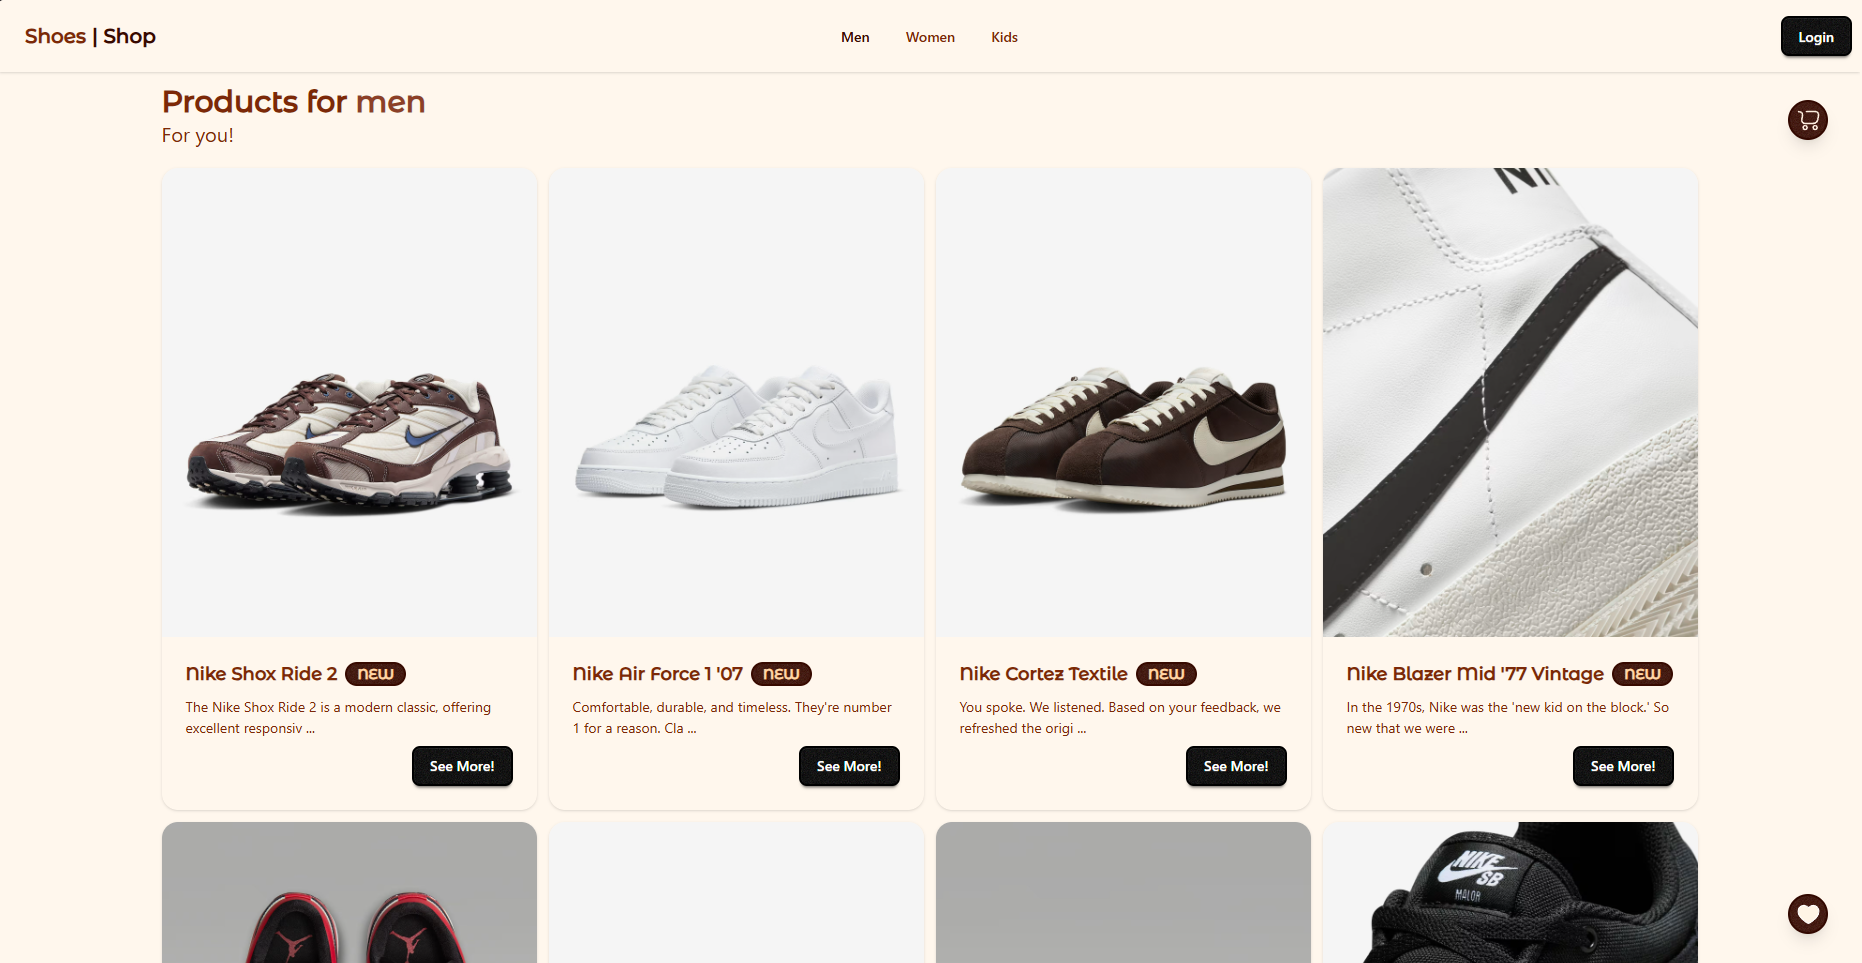 Shoes | Shop
Men
Women
Kids
Login
Products for men
For you!
Nike Shox Ride 2 NEW
The Nike Shox Ride 2 is a modern classic, offering
excellent responsiv ...
See More!
Nike Air Force 1 '07 NEW
Comfortable, durable, and timeless. They're number
1 for a reason. Cla ...
See More!
Nike Cortez Textile NEW
You spoke. We listened. Based on your feedback, we
refreshed the origi ...
See More!
Nike Blazer Mid '77 Vintage NEW
In the 1970s, Nike was the 'new kid on the block.' So
new that we were ...
See More!
NIKE
SB
MALOR